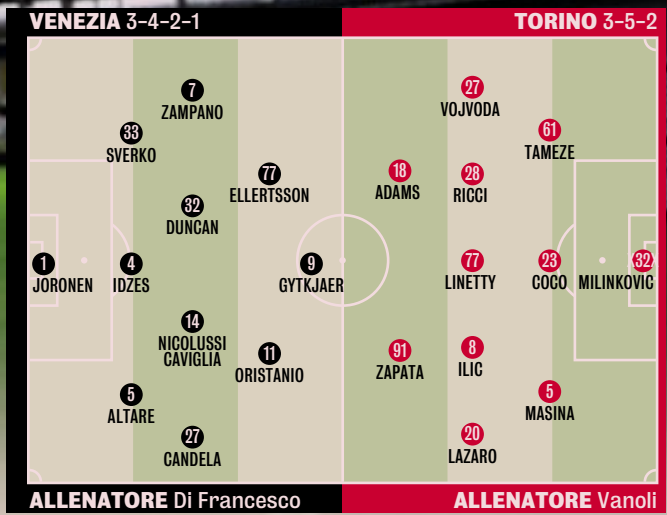 VENEZIA 3-4-2-1
TORINO 3-5-2
7
ZAMPANO
33
SVERKO
77
ELLERTSSON
32
DUNCAN
1
JORONEN
4
IDZES
9
GYTKJAER
14
NICOLUSSI
CAVIGLIA
11
ORISTANIO
5
ALTARE
27
CANDELA
27
VOJVODA
61
TAMEZE
18
ADAMS
28
RICCI
77
LINETTY
23
COCO
32
MILINKOVIC
91
ZAPATA
8
ILIC
5
MASINA
20
LAZARO
ALLENATORE Di Francesco
ALLENATORE Vanoli